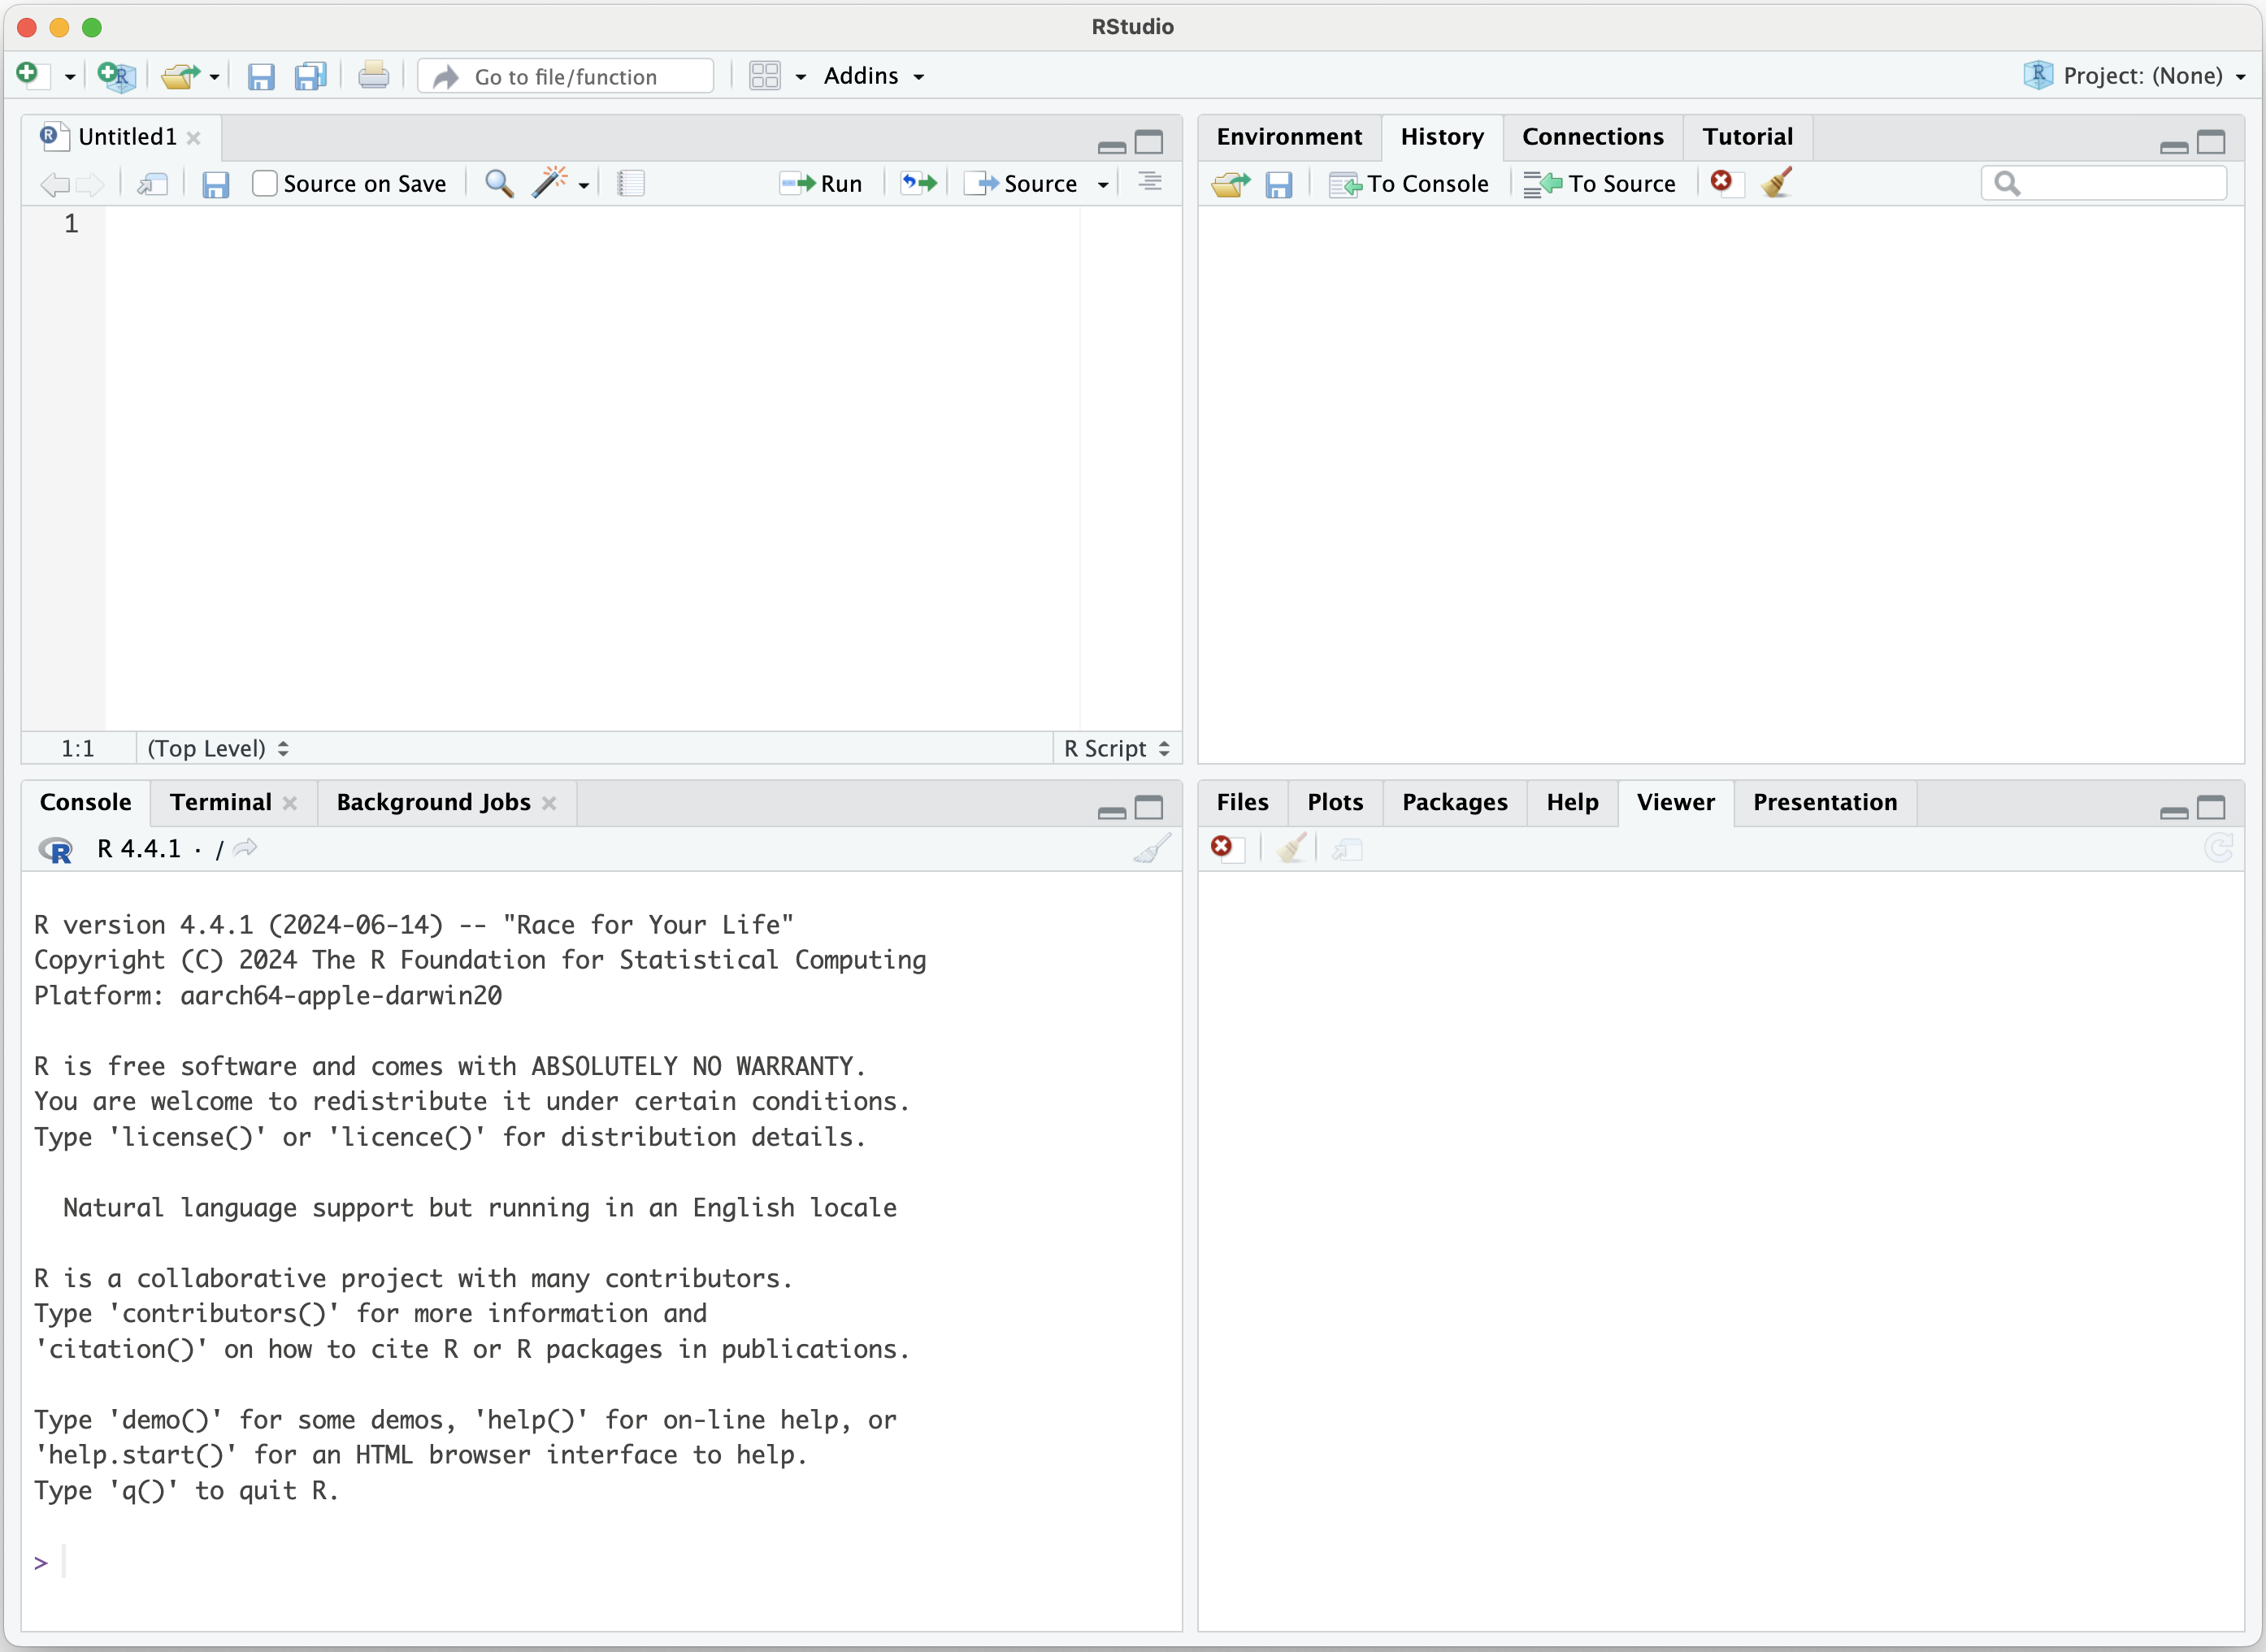 RStudio
Go to file/function
Addins
Project: (None)
Untitled1
Source on Save
Run
Source
1
1:1 (Top Level)
R Script
Environment History Connections Tutorial
To Console To Source
Console Terminal Background Jobs
R 4.4.1 · /
R version 4.4.1 (2024-06-14) -- "Race for Your Life"
Copyright (C) 2024 The R Foundation for Statistical Computing
Platform: aarch64-apple-darwin20
R is free software and comes with ABSOLUTELY NO WARRANTY.
You are welcome to redistribute it under certain conditions.
Type 'license()' or 'licence()' for distribution details.
Natural language support but running in an English locale
R is a collaborative project with many contributors.
Type 'contributors()' for more information and
'citation()' on how to cite R or R packages in publications.
Type 'demo()' for some demos, 'help()' for on-line help, or
'help.start()' for an HTML browser interface to help.
Type 'q()' to quit R.
>
Files Plots Packages Help Viewer Presentation